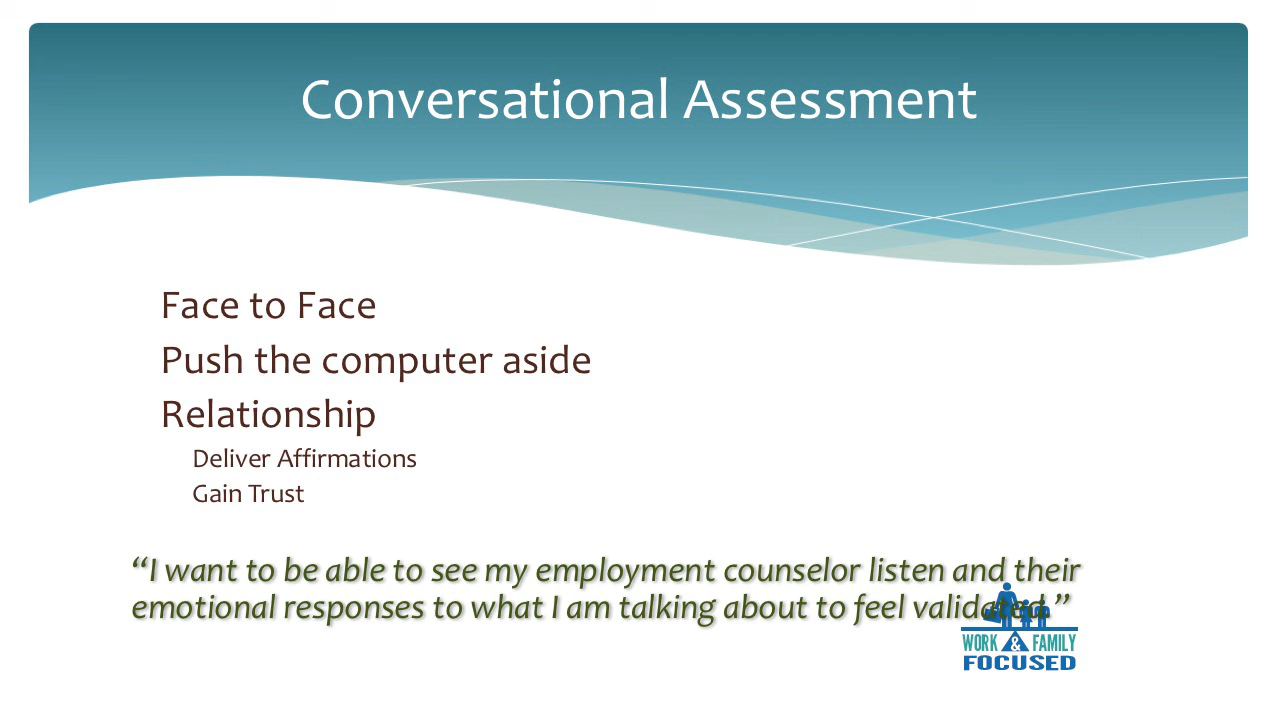 Conversational Assessment
Face to Face
Push the computer aside
Relationship
Deliver Affirmations
Gain Trust
“I want to be able to see my employment counselor listen and their
emotional responses to what I am talking about to feel validated.”
WORK & FAMILY
FOCUSED